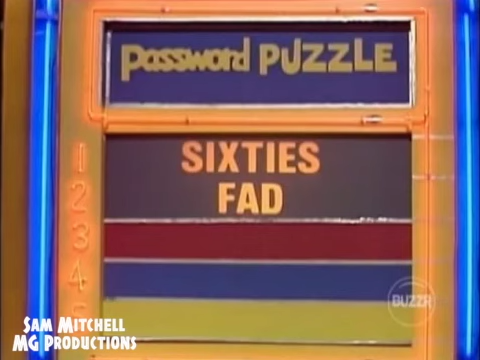 password PUZZLE
SIXTIES
FAD
1
2
3
4
BUZZR
SAM MITCHELL
MG PRODUCTIONS